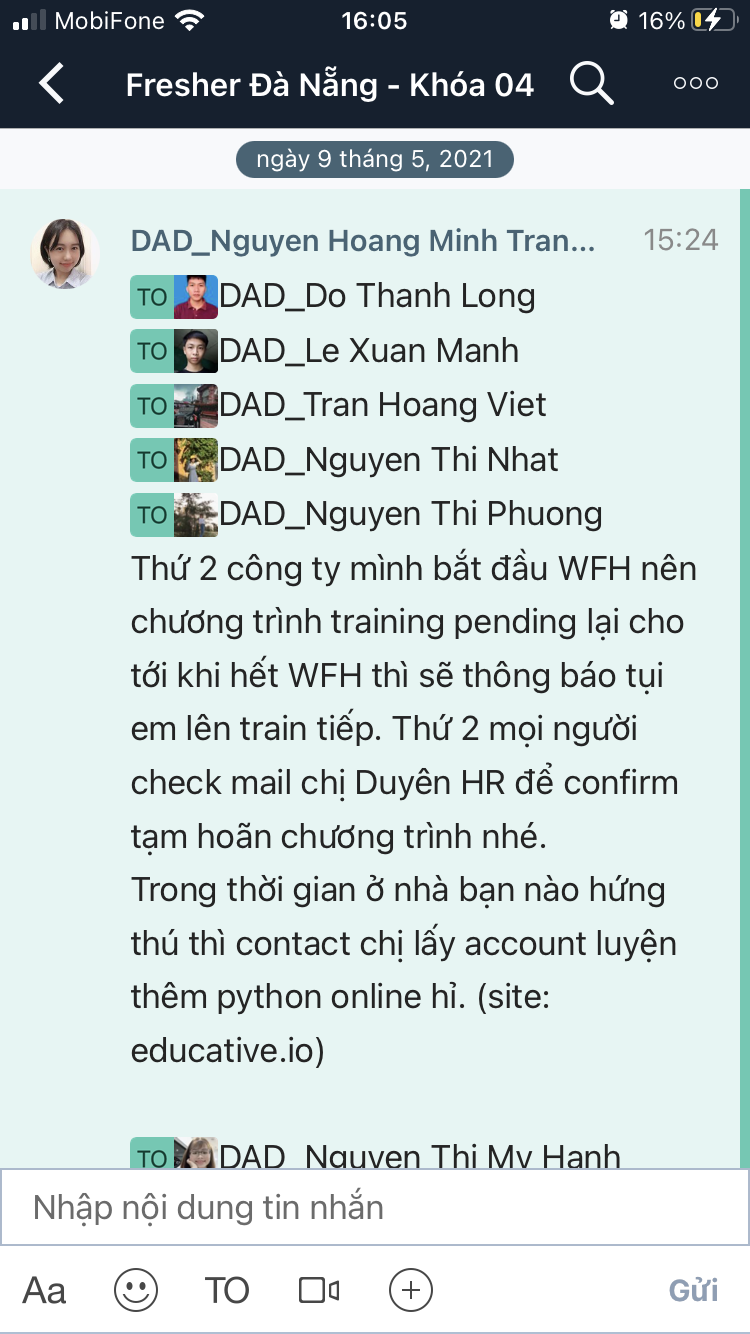 MobiFone 16:05 16%
Fresher Đà Nẵng - Khóa 04
ngày 9 tháng 5, 2021
DAD_Nguyen Hoang Minh Tran... 15:24
TO DAD_Do Thanh Long
TO DAD_Le Xuan Manh
TO DAD_Tran Hoang Viet
TO DAD_Nguyen Thi Nhat
TO DAD_Nguyen Thi Phuong
Thứ 2 công ty mình bắt đầu WFH nên
chương trình training pending lại cho
tới khi hết WFH thì sẽ thông báo tụi
em lên train tiếp. Thứ 2 mọi người
check mail chị Duyên HR để confirm
tạm hoãn chương trình nhé.
Trong thời gian ở nhà bạn nào hứng
thú thì contact chị lấy account luyện
thêm python online hỉ. (site:
educative.io)
TO DAD_Nguyen Thi My Hanh
Nhập nội dung tin nhắn
Aa TO Gửi